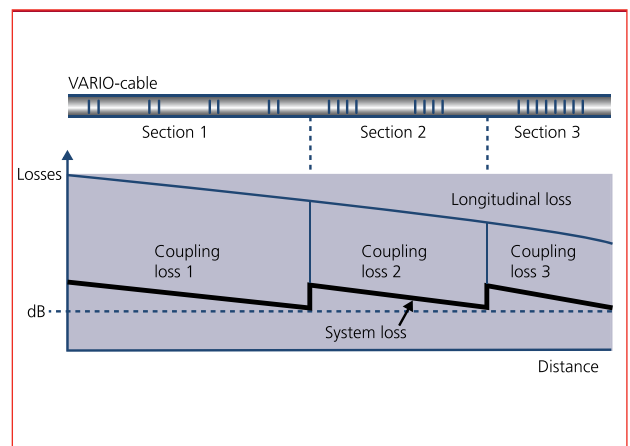 VARIO-cable
Section 1
Section 2
Section 3
Losses
Longitudinal loss
Coupling
loss 1
Coupling
loss 2
Coupling
loss 3
dB
System loss
Distance